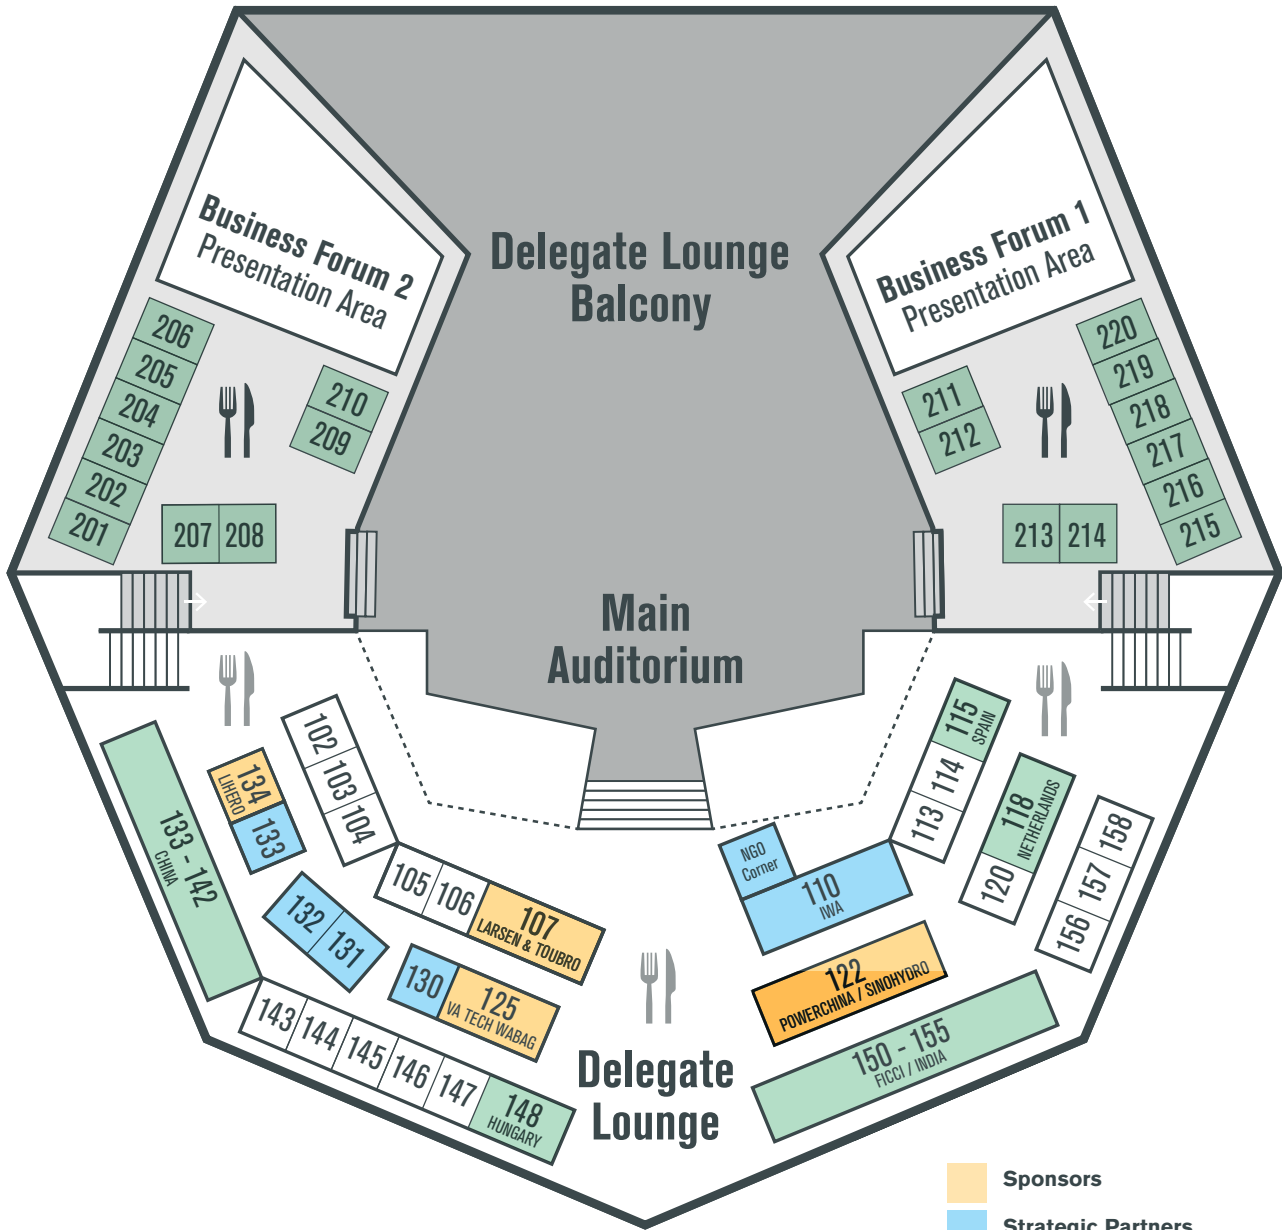 Business Forum 2
Presentation Area
Delegate Lounge
Balcony
Business Forum 1
Presentation Area
206
205
204
203
202
201
210
209
207
208
211
212
220
219
218
217
216
215
213
214
Main
Auditorium
102
103
104
134
LIHERO
133
133 - 142
CHINA
132
131
105
106
107
LARSEN & TOUBRO
130
125
VA TECH WABAG
143
144
145
146
147
148
HUNGARY
115
SPAIN
114
113
118
NETHERLANDS
120
158
157
156
NGO
Corner
110
IWA
122
POWERCHINA / SINOHYDRO
150 - 155
FICCI / INDIA
Delegate
Lounge
Sponsors
Strategic Partners